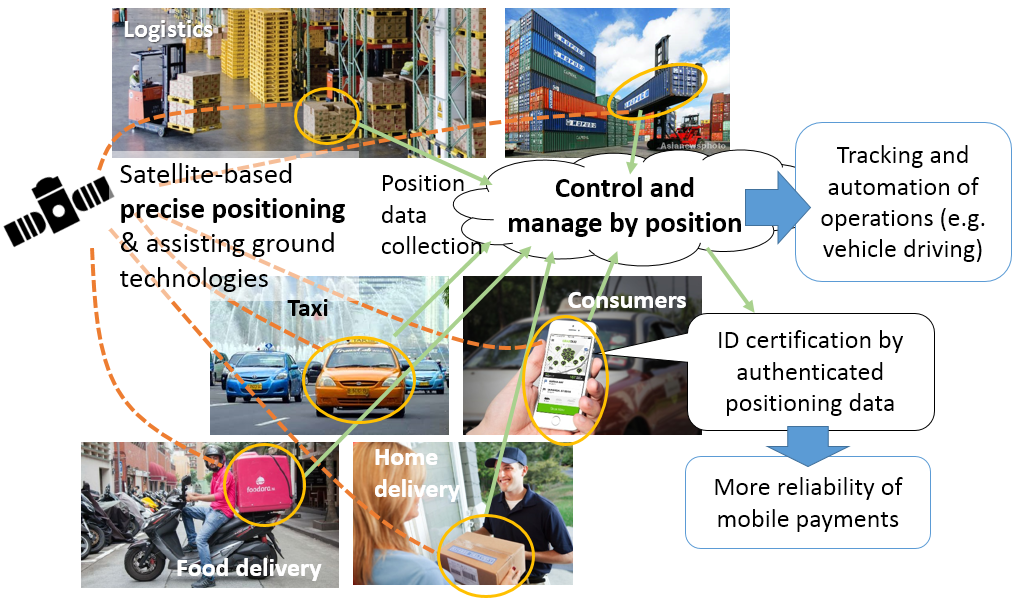 Logistics
Asianewsphoto
Satellite-based
precise positioning
& assisting ground
technologies
Position
data
collection
Control and
manage by position
Tracking and
automation of
operations (e.g.
vehicle driving)
Taxi
TAXI
Consumers
ID certification by
authenticated
positioning data
More reliability of
mobile payments
foodora
Food delivery
Home
delivery